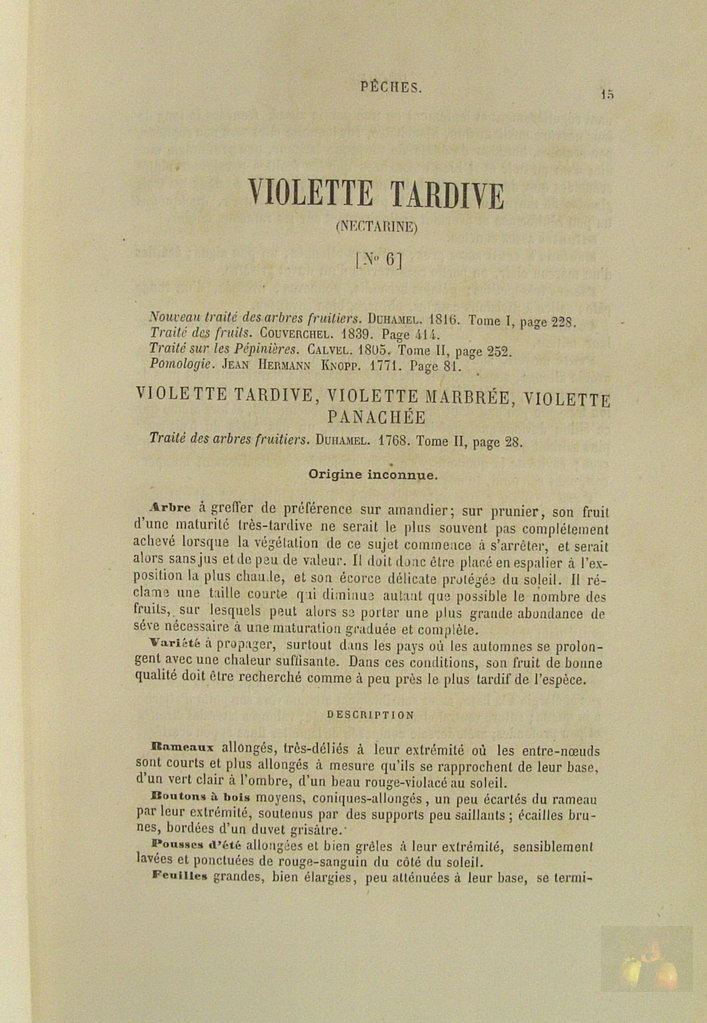 PÊCHES.
15
VIOLETTE TARDIVE
(NECTARINE)
[No 6]
Nouveau traité des arbres fruitiers. DUHAMEL. 1816. Tome I, page 228.
Traité des fruits. COUVERCHEL. 1839. Page 414.
Traité sur les Pépinières. CALVEL. 1805. Tome II, page 252.
Pomologie. JEAN HERMANN KNOPP. 1771. Page 81.
VIOLETTE TARDIVE, VIOLETTE MARBRÉE, VIOLETTE
PANACHÉE
Traité des arbres fruitiers. DUHAMEL. 1768. Tome II, page 28.
Origine inconnue.
Arbre à greffer de préférence sur amandier; sur prunier, son fruit
d'une maturité très-tardive ne serait le plus souvent pas complétement
achevé lorsque la végétation de ce sujet commence à s'arrêter, et serait
alors sans jus et de peu de valeur. Il doit donc être placé en espalier à l'ex-
position la plus chaude, et son écorce délicate protégée du soleil. Il ré-
clame une taille courte qui diminue autant que possible le nombre des
fruits, sur lesquels peut alors se porter une plus grande abondance de
séve nécessaire à une maturation graduée et complète.
Variété à propager, surtout dans les pays où les automnes se prolon-
gent avec une chaleur suffisante. Dans ces conditions, son fruit de bonne
qualité doit être recherché comme à peu près le plus tardif de l'espèce.
DESCRIPTION
Rameaux allongés, très-déliés à leur extrémité où les entre-nœuds
sont courts et plus allongés à mesure qu'ils se rapprochent de leur base,
d'un vert clair à l'ombre, d'un beau rouge-violacé au soleil.
Boutons à bois moyens, coniques-allongés, un peu écartés du rameau
par leur extrémité, soutenus par des supports peu saillants; écailles bru-
nes, bordées d'un duvet grisâtre.
Pousses d'été allongées et bien grêles à leur extrémité, sensiblement
lavées et ponctuées de rouge-sanguin du côté du soleil.
Feuilles grandes, bien élargies, peu atténuées à leur base, se termi-